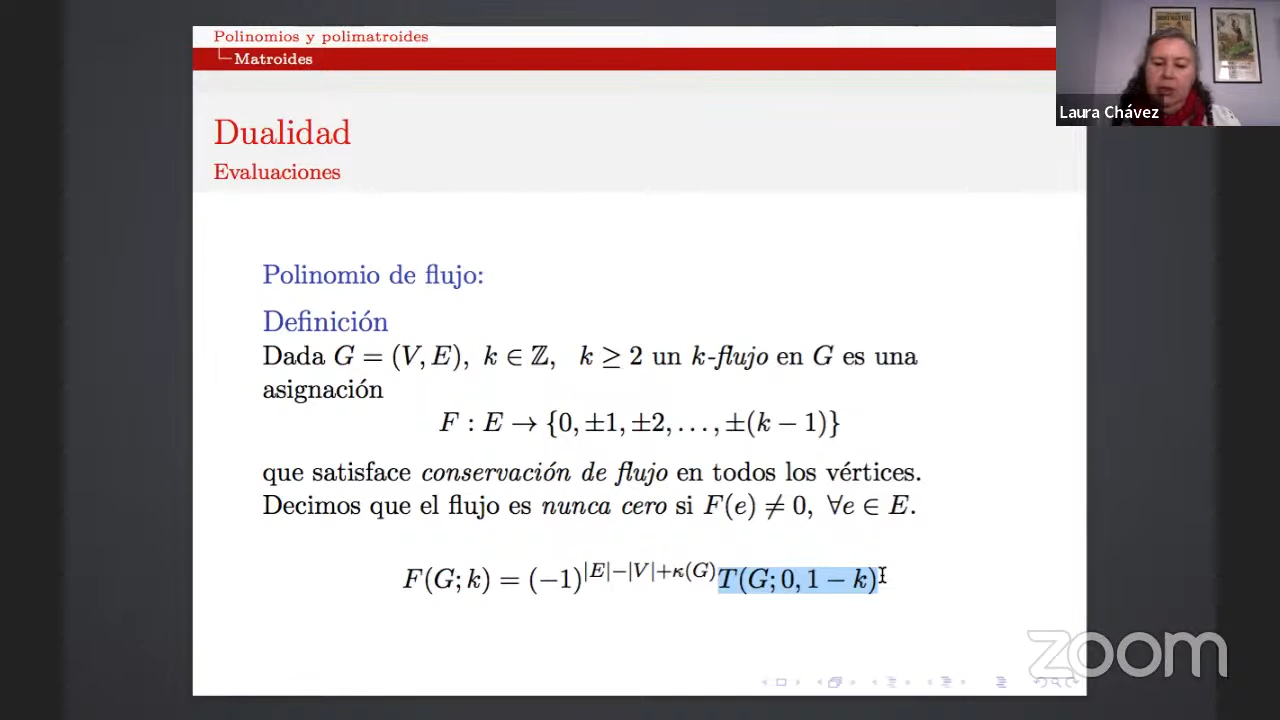 Polinomios y polimatroides
Matroides
Laura Chávez
Dualidad
Evaluaciones
Polinomio de flujo:
Definición
Dada G = (V, E), k ∈ ℤ, k ≥ 2 un k-flujo en G es una
asignación
F : E → {0, ±1, ±2, . . . , ±(k − 1)}
que satisface conservación de flujo en todos los vértices.
Decimos que el flujo es nunca cero si F(e) ≠ 0, ∀e ∈ E.
F(G; k) = (−1)^{|E|−|V|+κ(G)} T(G; 0, 1 − k)
zoom